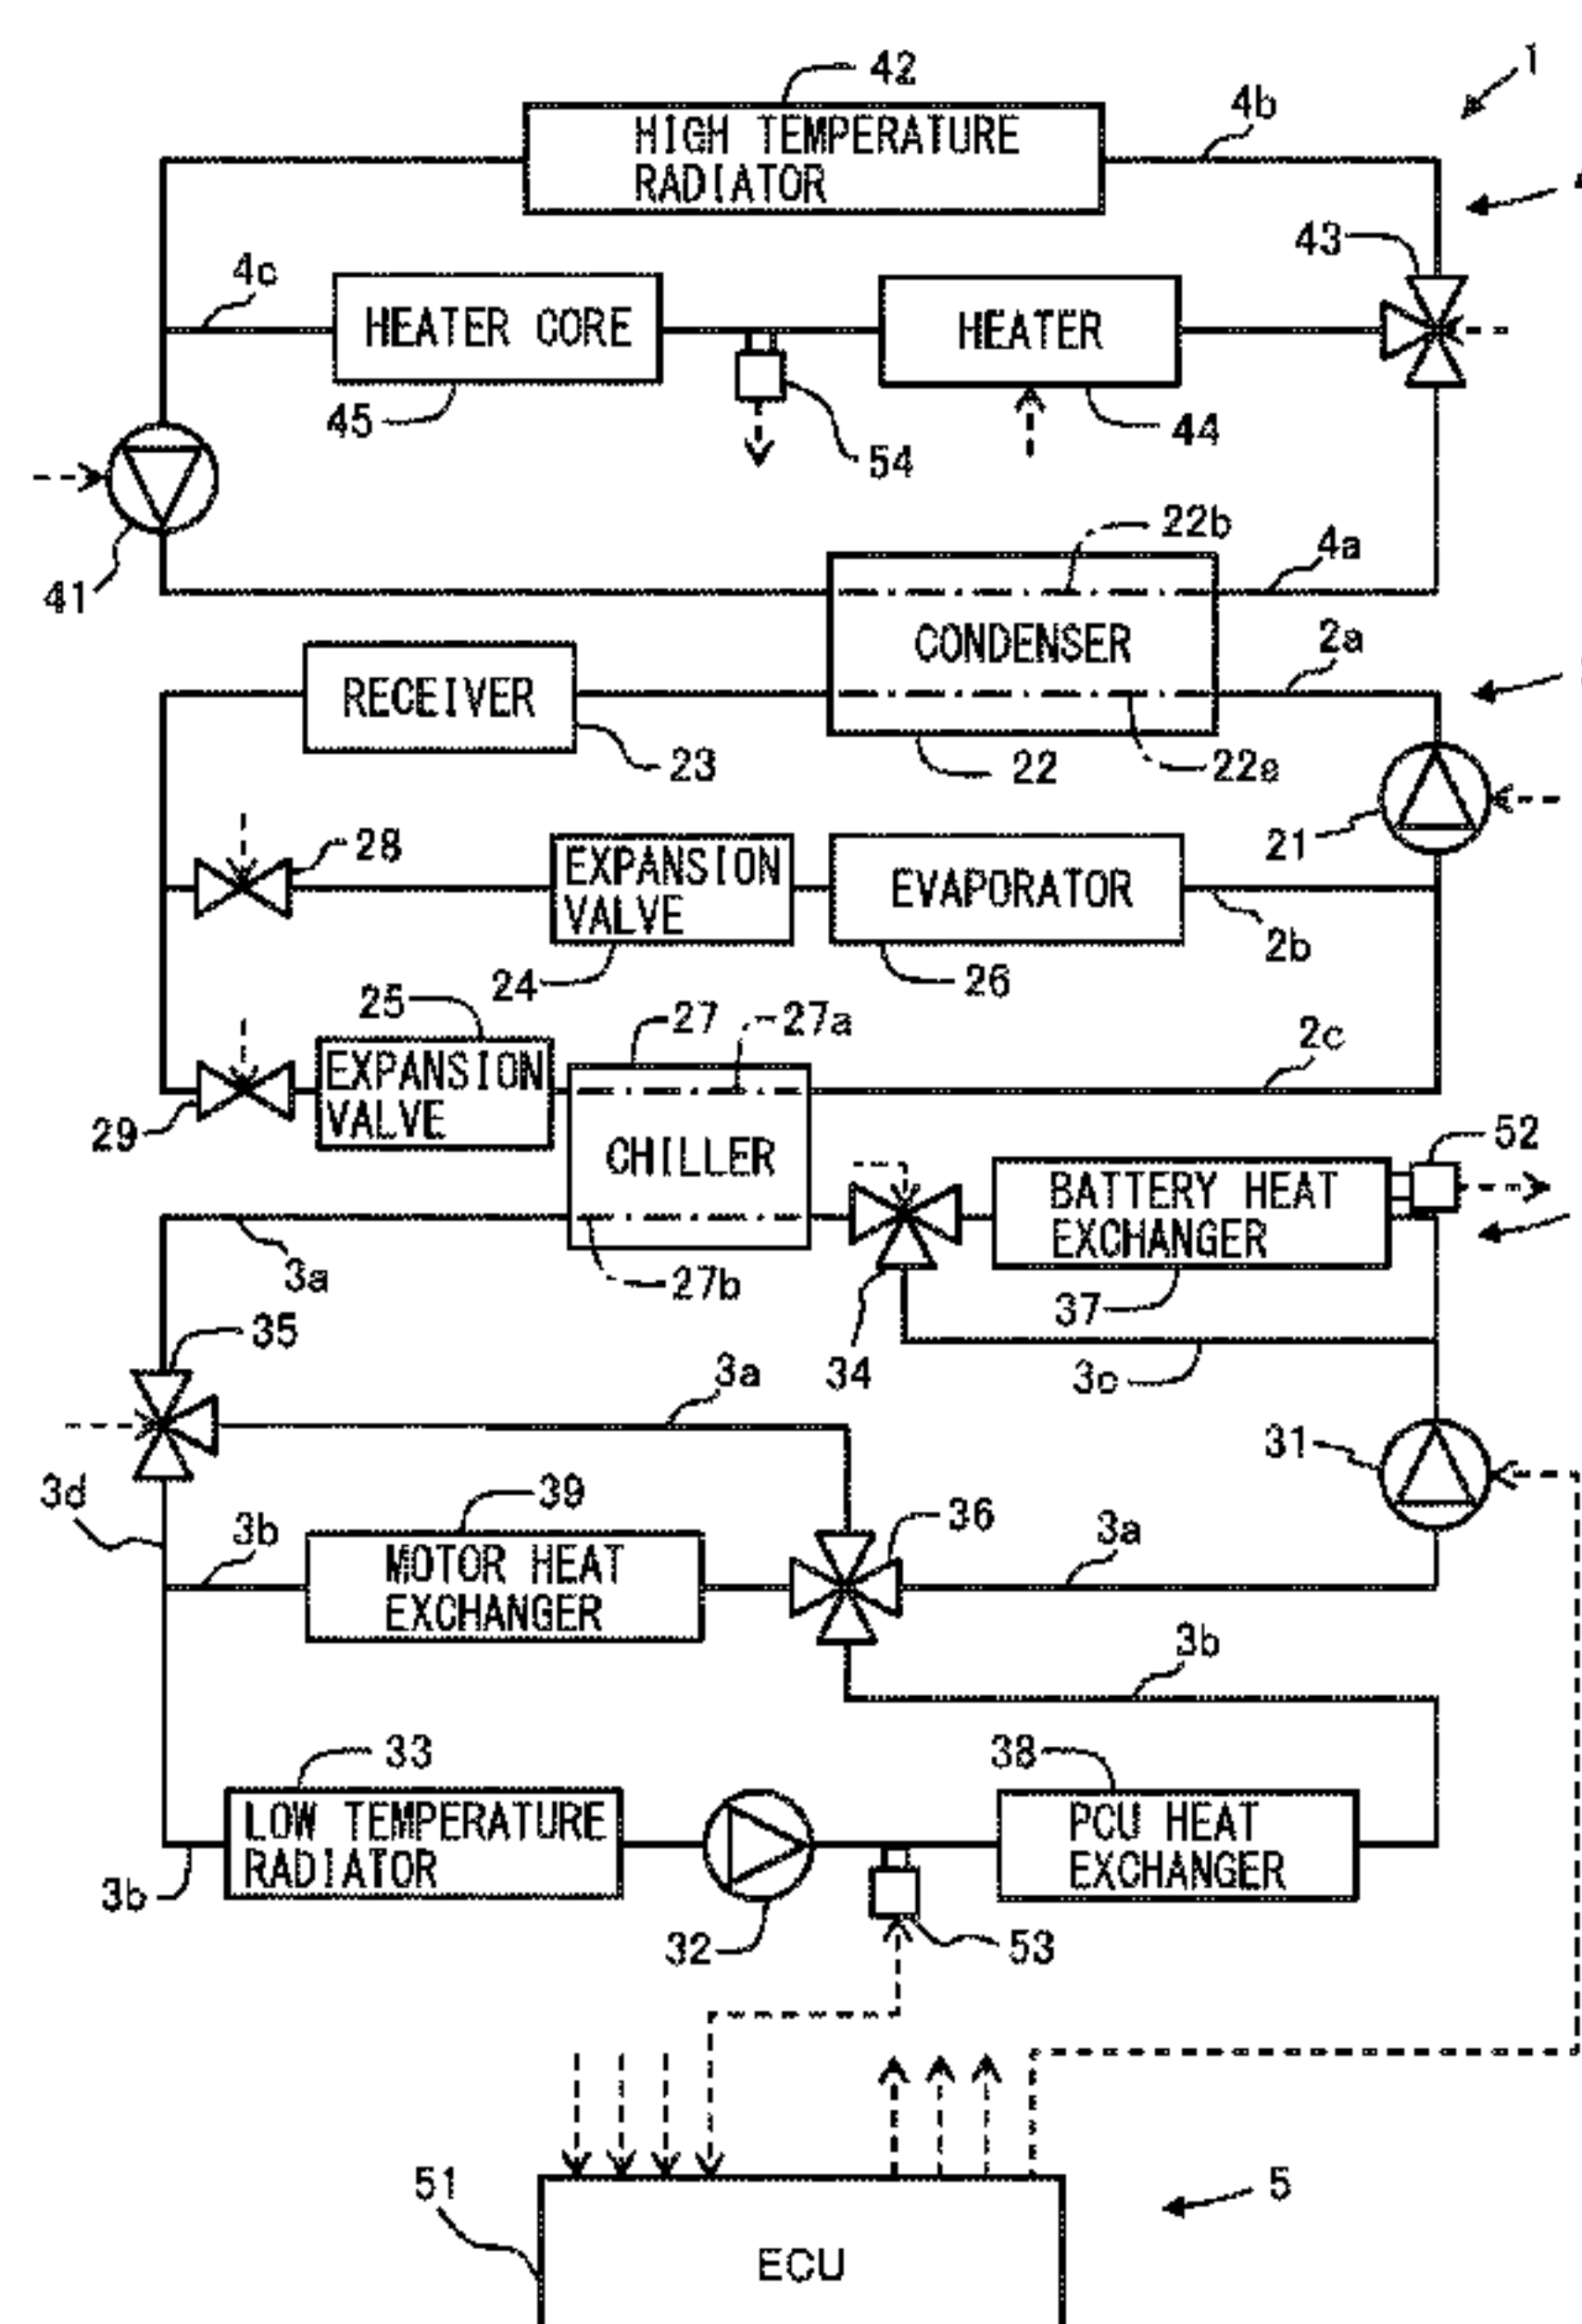 42
1
4b
HIGH TEMPERATURE
RADIATOR
43
4c
HEATER CORE
HEATER
45
54
44
41
22b
4a
CONDENSER
2a
RECEIVER
23
22
22a
21
28
EXPANSION
VALVE
EVAPORATOR
24
26
2b
25
27
27a
2c
EXPANSION
VALVE
29
CHILLER
52
BATTERY HEAT
EXCHANGER
3a
27b
37
35
34
3c
3a
31
3d
3b
39
36
3a
MOTOR HEAT
EXCHANGER
3b
33
38
LOW TEMPERATURE
RADIATOR
PCU HEAT
EXCHANGER
3b
32
53
51
5
ECU